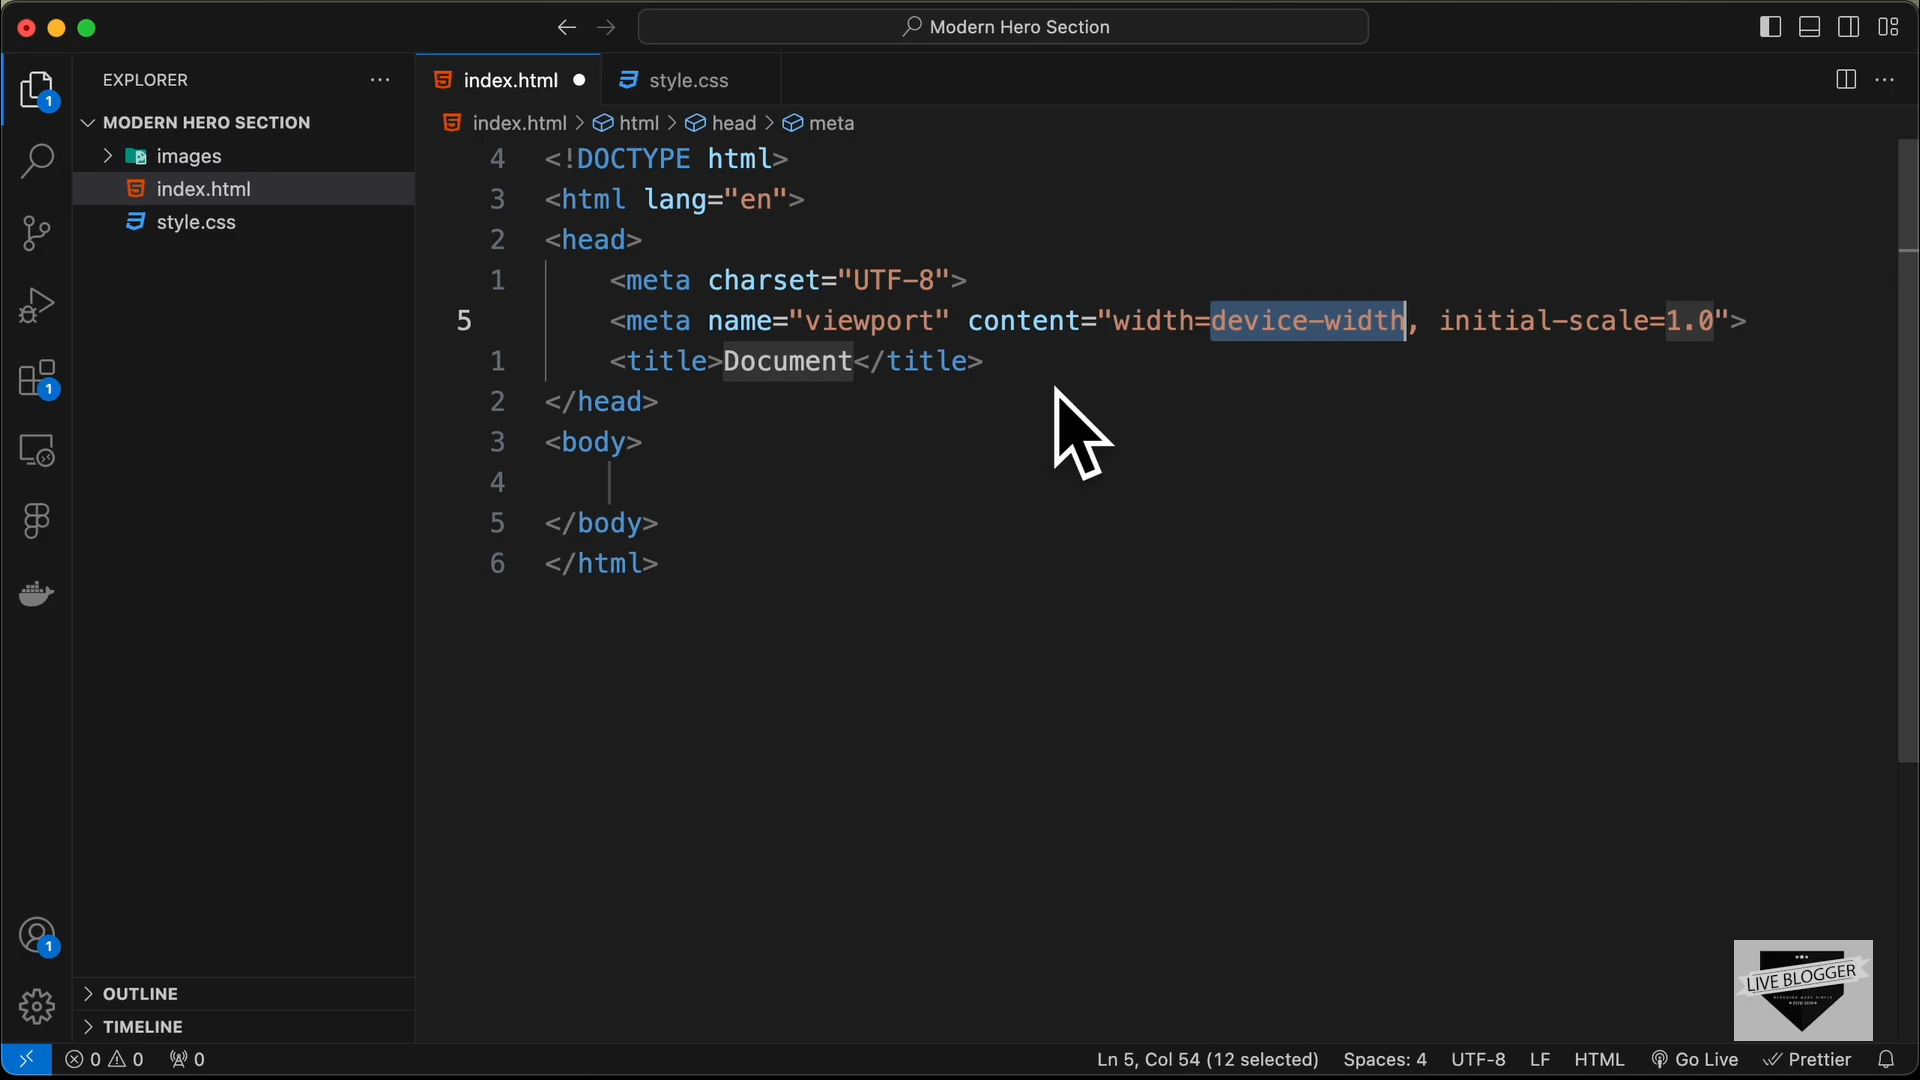 Modern Hero Section
EXPLORER
index.html
style.css
MODERN HERO SECTION
index.html > html > head > meta
images
index.html
style.css
4 <!DOCTYPE html>
3 <html lang="en">
2 <head>
1 <meta charset="UTF-8">
5 <meta name="viewport" content="width=device-width, initial-scale=1.0">
1 <title>Document</title>
2 </head>
3 <body>
4
5 </body>
6 </html>
1
1
1
OUTLINE
TIMELINE
LIVE BLOGGER
0 0 0
Ln 5, Col 54 (12 selected)
Spaces: 4
UTF-8
LF
HTML
Go Live
Prettier